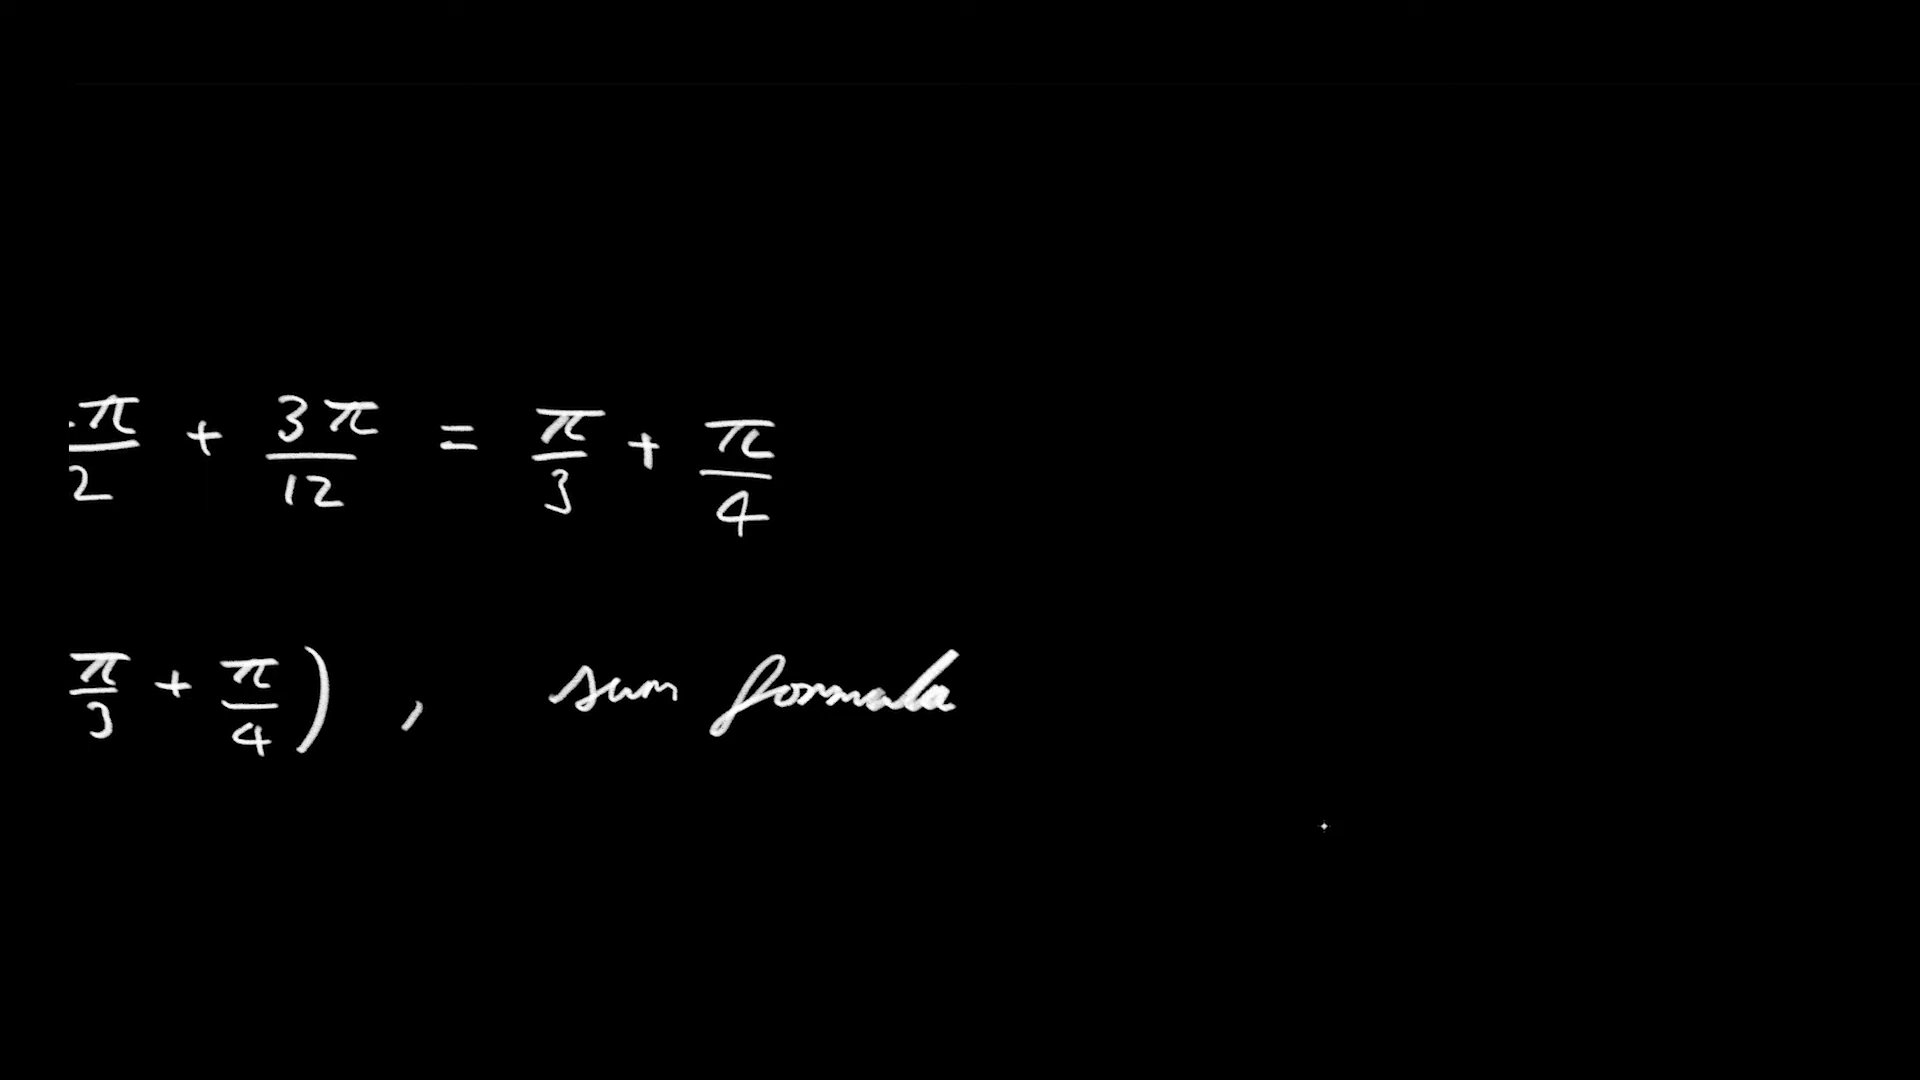 π/2 + 3π/12 = π/3 + π/4
π/3 + π/4) , sum formula